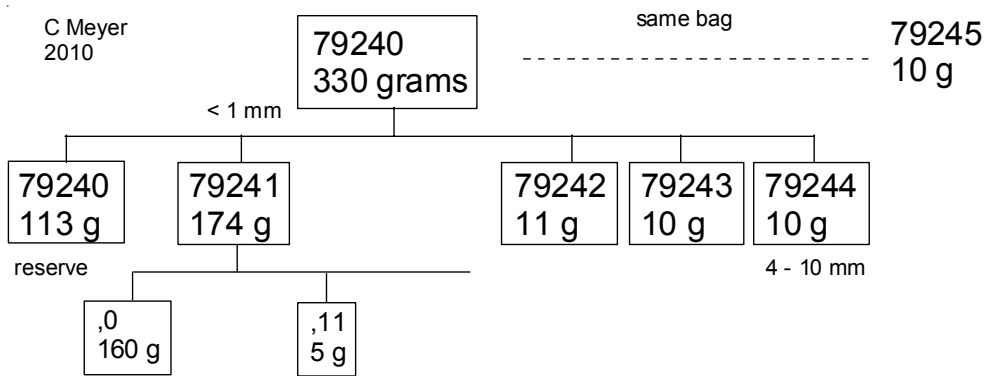 C Meyer
2010
79240
330 grams
same bag
79245
10 g
< 1 mm
79240
113 g
79241
174 g
79242
11 g
79243
10 g
79244
10 g
reserve
4 - 10 mm
,0
160 g
,11
5 g